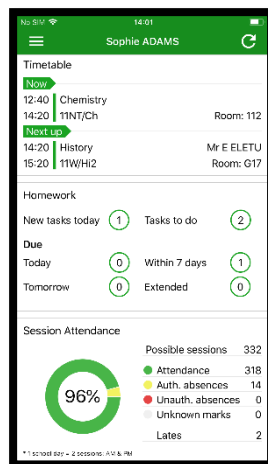 No SIM 14:01
Sophie ADAMS
Timetable
Now
12:40 Chemistry
14:20 11NT/Ch Room: 112
Next up
14:20 History Mr E ELETU
15:20 11W/Hi2 Room: G17
Homework
New tasks today 1 Tasks to do 2
Due
Today 0 Within 7 days 1
Tomorrow 0 Extended 0
Session Attendance
Possible sessions 332
Attendance 318
Auth. absences 14
Unauth. absences 0
Unknown marks 0
Lates 2
96%
* 1 school day = 2 sessions: AM & PM